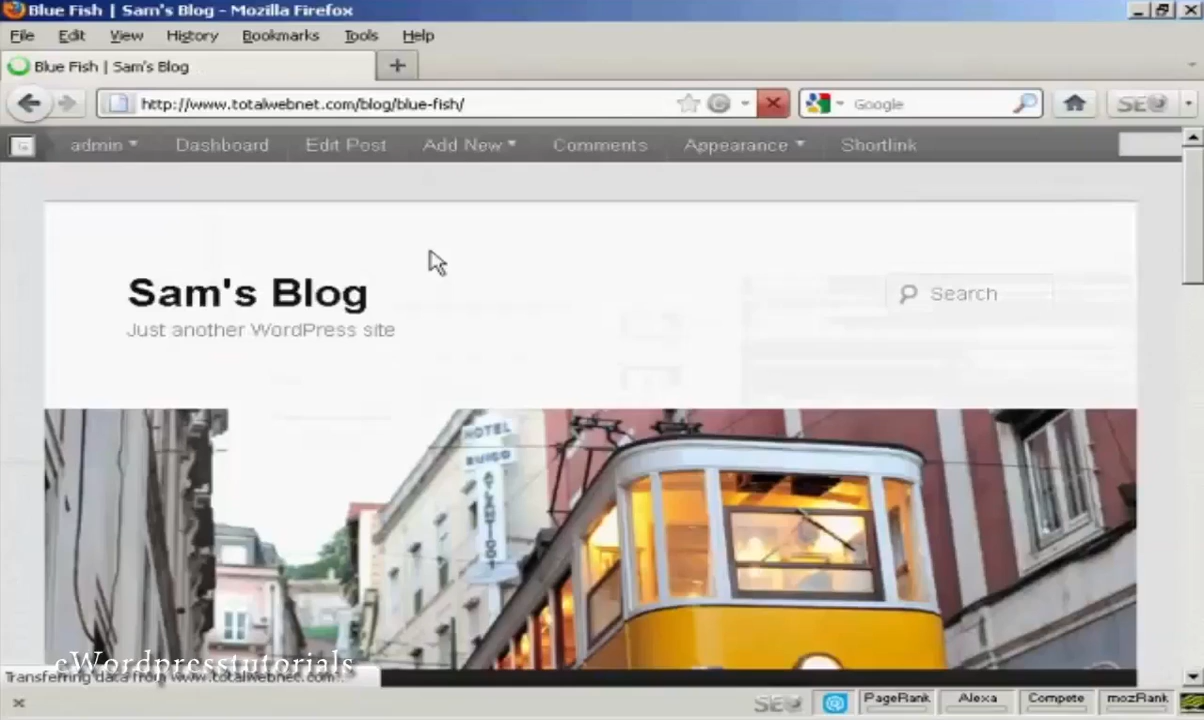 Blue Fish | Sam's Blog - Mozilla Firefox
File Edit View History Bookmarks Tools Help
Blue Fish | Sam's Blog
http://www.totalwebnet.com/blog/blue-fish/
Google
admin Dashboard Edit Post Add New Comments Appearance Shortlink
Sam's Blog
Just another WordPress site
Search
HOTEL
SUIÇO
ATLANTICO
eWordpresstutorials
Transferring data from www.totalwebnet.com...
PageRank Alexa Compete mozRank